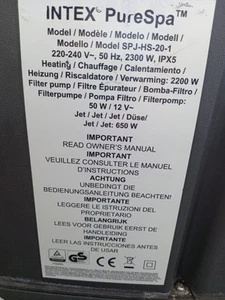 INTEX PureSpa™
Model / Modèle / Modelo / Modell /
Modello / Model SPJ-HS-20-1
220-240 V~, 50 Hz, 2300 W, IPX5
Heating / Chauffage / Calentamiento /
Heizung / Riscaldatore / Verwarming: 2200 W
Filter pump / Filtre Épurateur / Bomba-Filtro /
Filterpumpe / Pompa Filtro / Filterpomp:
50 W / 12 V~
Jet / Jet / Jet / Düse/
Jet / Jet: 650 W
IMPORTANT
READ OWNER'S MANUAL
IMPORTANT
VEUILLEZ CONSULTER LE MANUEL
D'INSTRUCTIONS
ACHTUNG
UNBEDINGT DIE
BEDIENUNGSANLEITUNG BEACHTEN!
IMPORTANTE
LEGGERE LE ISTRUZIONI DEL
PROPRIETARIO
BELANGRIJK
LEES VOOR GEBRUIK EERST DE
HANDLEIDING
IMPORTANTE
LEER LAS INSTRUCCIONES ANTES
DE USAR
CE